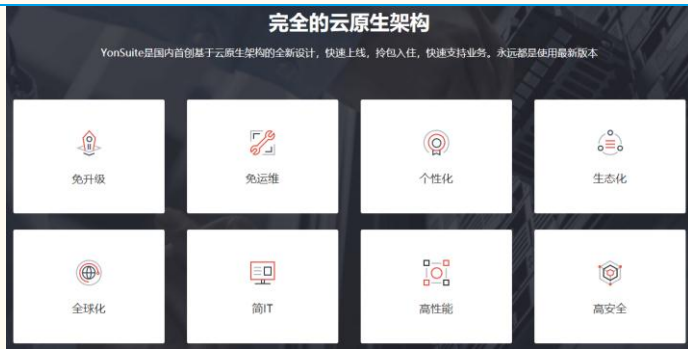 完全的云原生架构
YonSuite是国内首创基于云原生架构的全新设计，快速上线，拎包入住，快速支持业务。永远都是使用最新版本
免升级
免运维
个性化
生态化
全球化
简IT
高性能
高安全